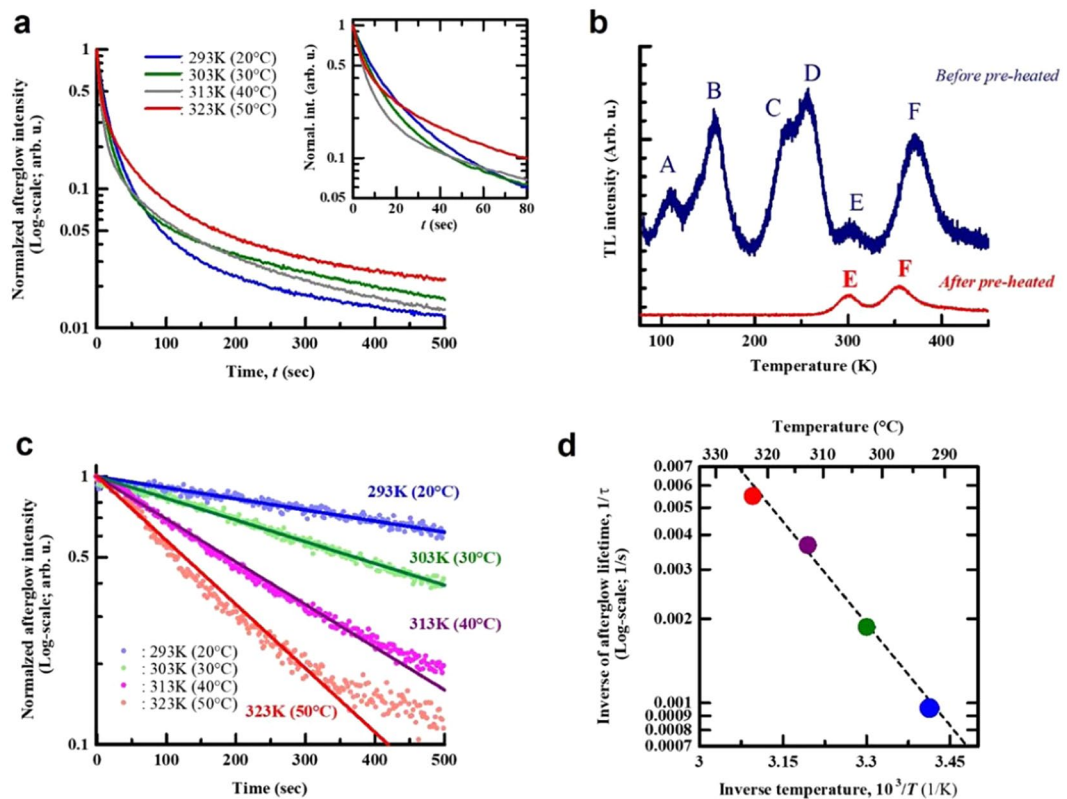 a
Normalized afterglow intensity
(Log-scale; arb. u.)
1
0.5
0.1
0.05
0.01
: 293K (20°C)
: 303K (30°C)
: 313K (40°C)
: 323K (50°C)
0 100 200 300 400 500
Time, t (sec)
Normal. int. (arb. u.)
1
0.5
0.1
0.05
0 20 40 60 80
t (sec)
b
TL intensity (Arb. u.)
Before pre-heated
A B C D E F
E F
After pre-heated
100 200 300 400
Temperature (K)
c
Normalzed afterglow intensity
(Log-scale; arb. u.)
1
0.5
0.1
293K (20°C)
303K (30°C)
313K (40°C)
323K (50°C)
: 293K (20°C)
: 303K (30°C)
: 313K (40°C)
: 323K (50°C)
0 100 200 300 400 500
Time (sec)
d
Temperature (°C)
330 320 310 300 290
Inverse of afterglow lifetime, 1/τ
(Log-scale; 1/s)
0.007
0.006
0.005
0.004
0.003
0.002
0.001
0.0009
0.0008
0.0007
3 3.15 3.3 3.45
Inverse temperature, 10³/T (1/K)